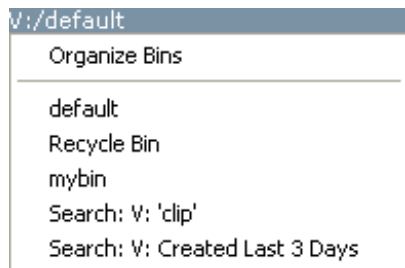 V:/default
Organize Bins
default
Recycle Bin
mybin
Search: V: 'clip'
Search: V: Created Last 3 Days